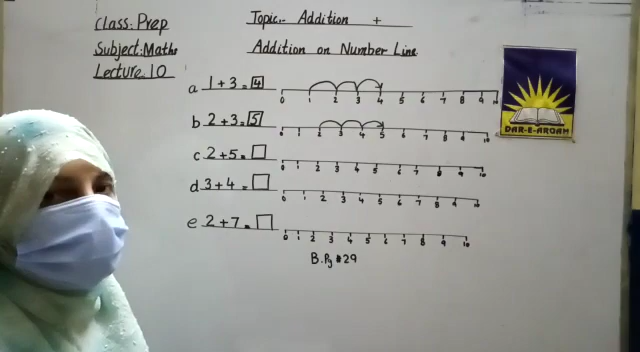 Class: Prep
Subject: Maths
Lecture. 10
Topic:- Addition +
Addition on Number Line
a 1 + 3 = 4
0 1 2 3 4 5 6 7 8 9 10
b 2 + 3 = 5
0 1 2 3 4 5 6 7 8 9 10
c 2 + 5 =
0 1 2 3 4 5 6 7 8 9 10
d 3 + 4 =
0 1 2 3 4 5 6 7 8 9 10
e 2 + 7 =
0 1 2 3 4 5 6 7 8 9 10
B.Pg #29
DAR-E-ARQAM